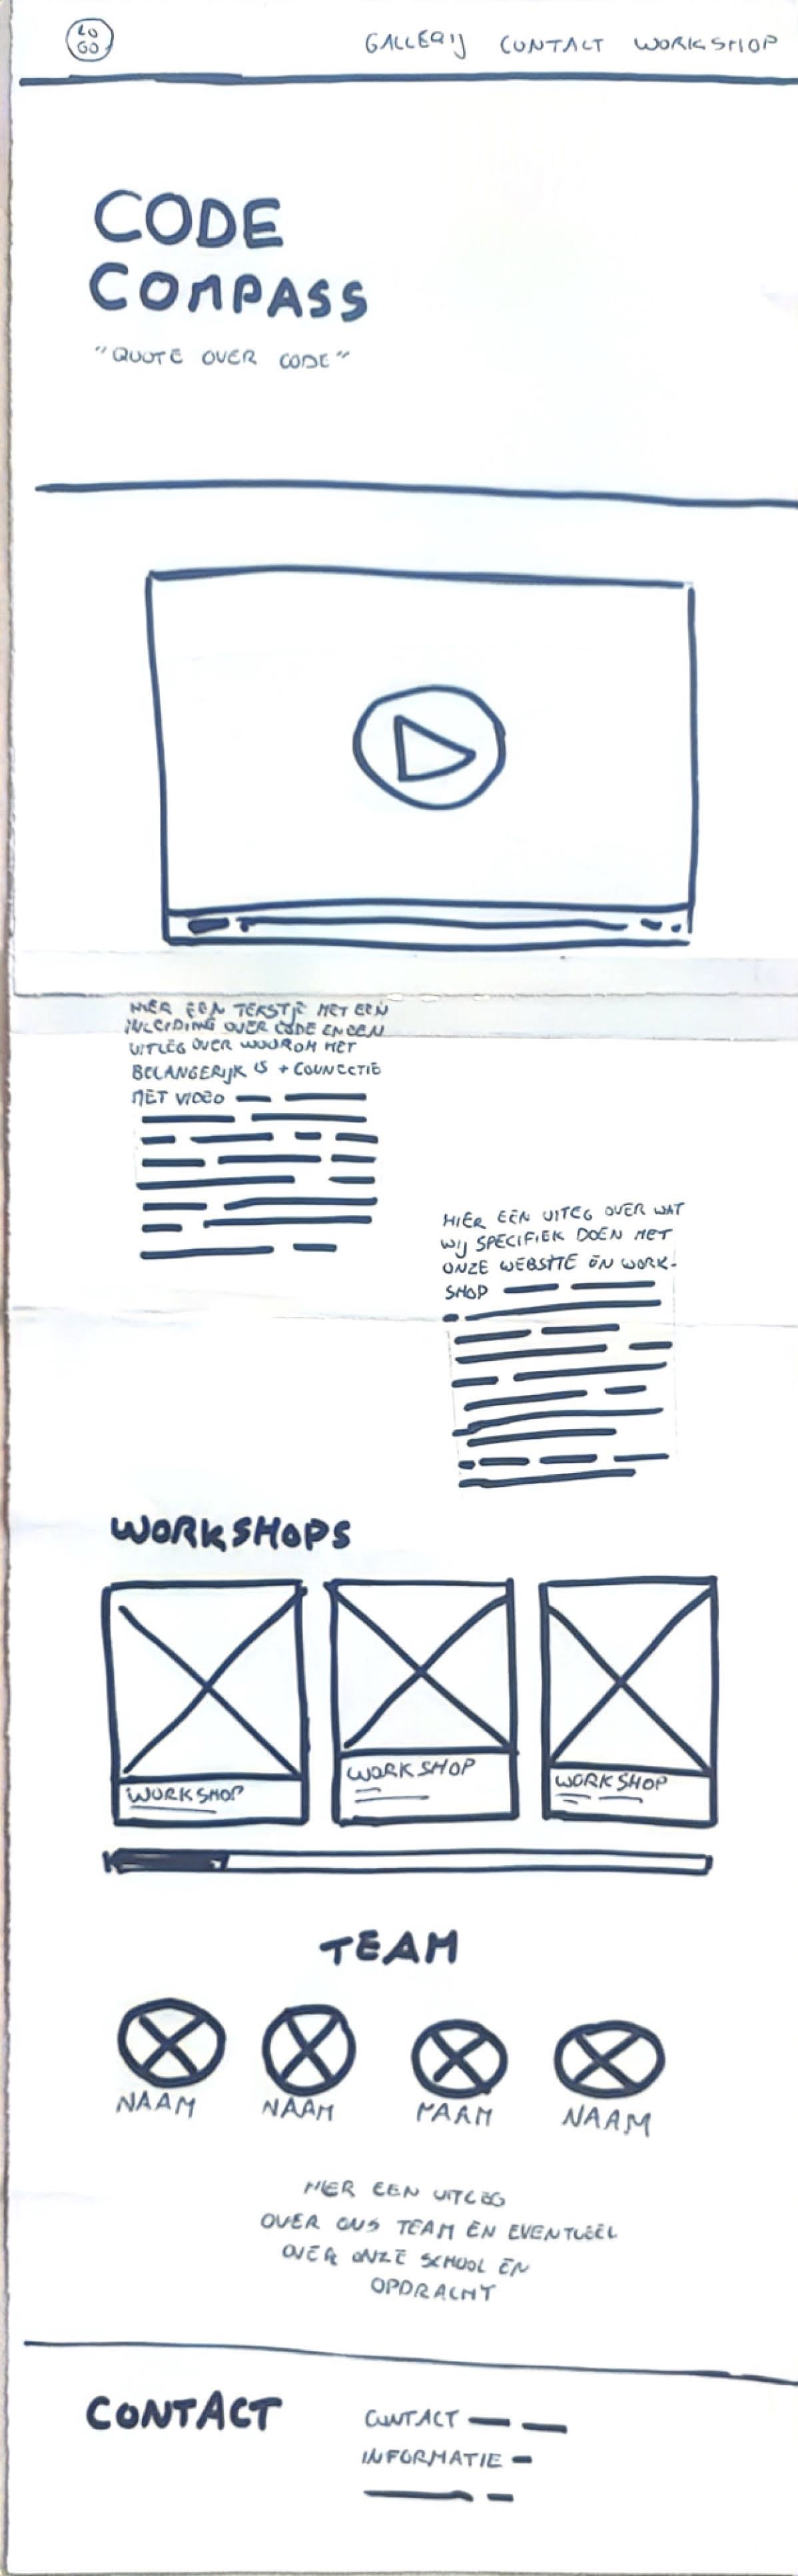 LO
GO
GALLERIJ CONTACT WORKSHOP
CODE
COMPASS
"QUOTE OVER CODE"
HIER EEN TEKSTJE MET EEN
INLEIDING OVER CODE EN EEN
UITLEG OVER WUUROM HET
BELANGERIJK IS + CONNECTIE
MET VIDEO
HIER EEN UITEG OVER WAT
WIJ SPECIFIEK DOEN MET
ONZE WEBSITE EN WORK-
SHOP
WORKSHOPS
WORKSHOP
WORKSHOP
WORKSHOP
TEAM
NAAM
NAAM
NAAM
NAAM
HIER EEN UITLEG
OVER ONS TEAM EN EVENTUEEL
OVER ONZE SCHOOL EN
OPDRACHT
CONTACT
CONTACT
INFORMATIE